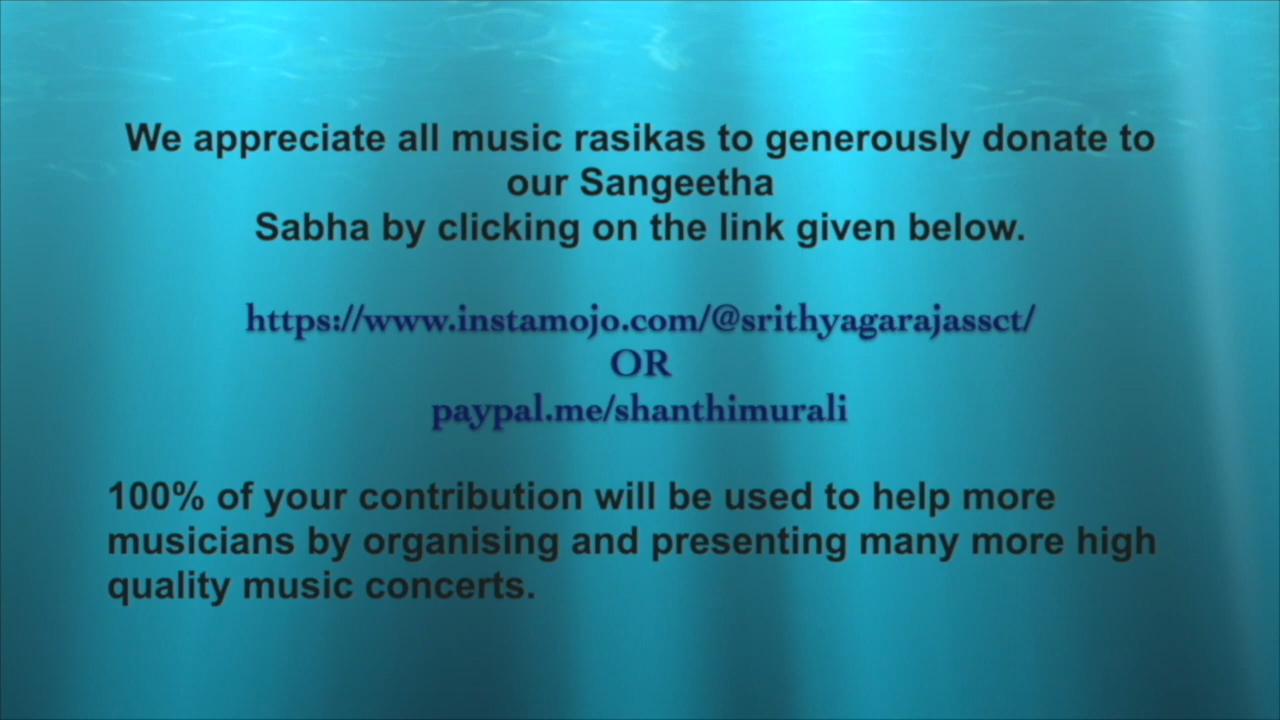 We appreciate all music rasikas to generously donate to
our Sangeetha
Sabha by clicking on the link given below.
https://www.instamojo.com/@srithyagarajassct/
OR
paypal.me/shanthimurali
100% of your contribution will be used to help more
musicians by organising and presenting many more high
quality music concerts.